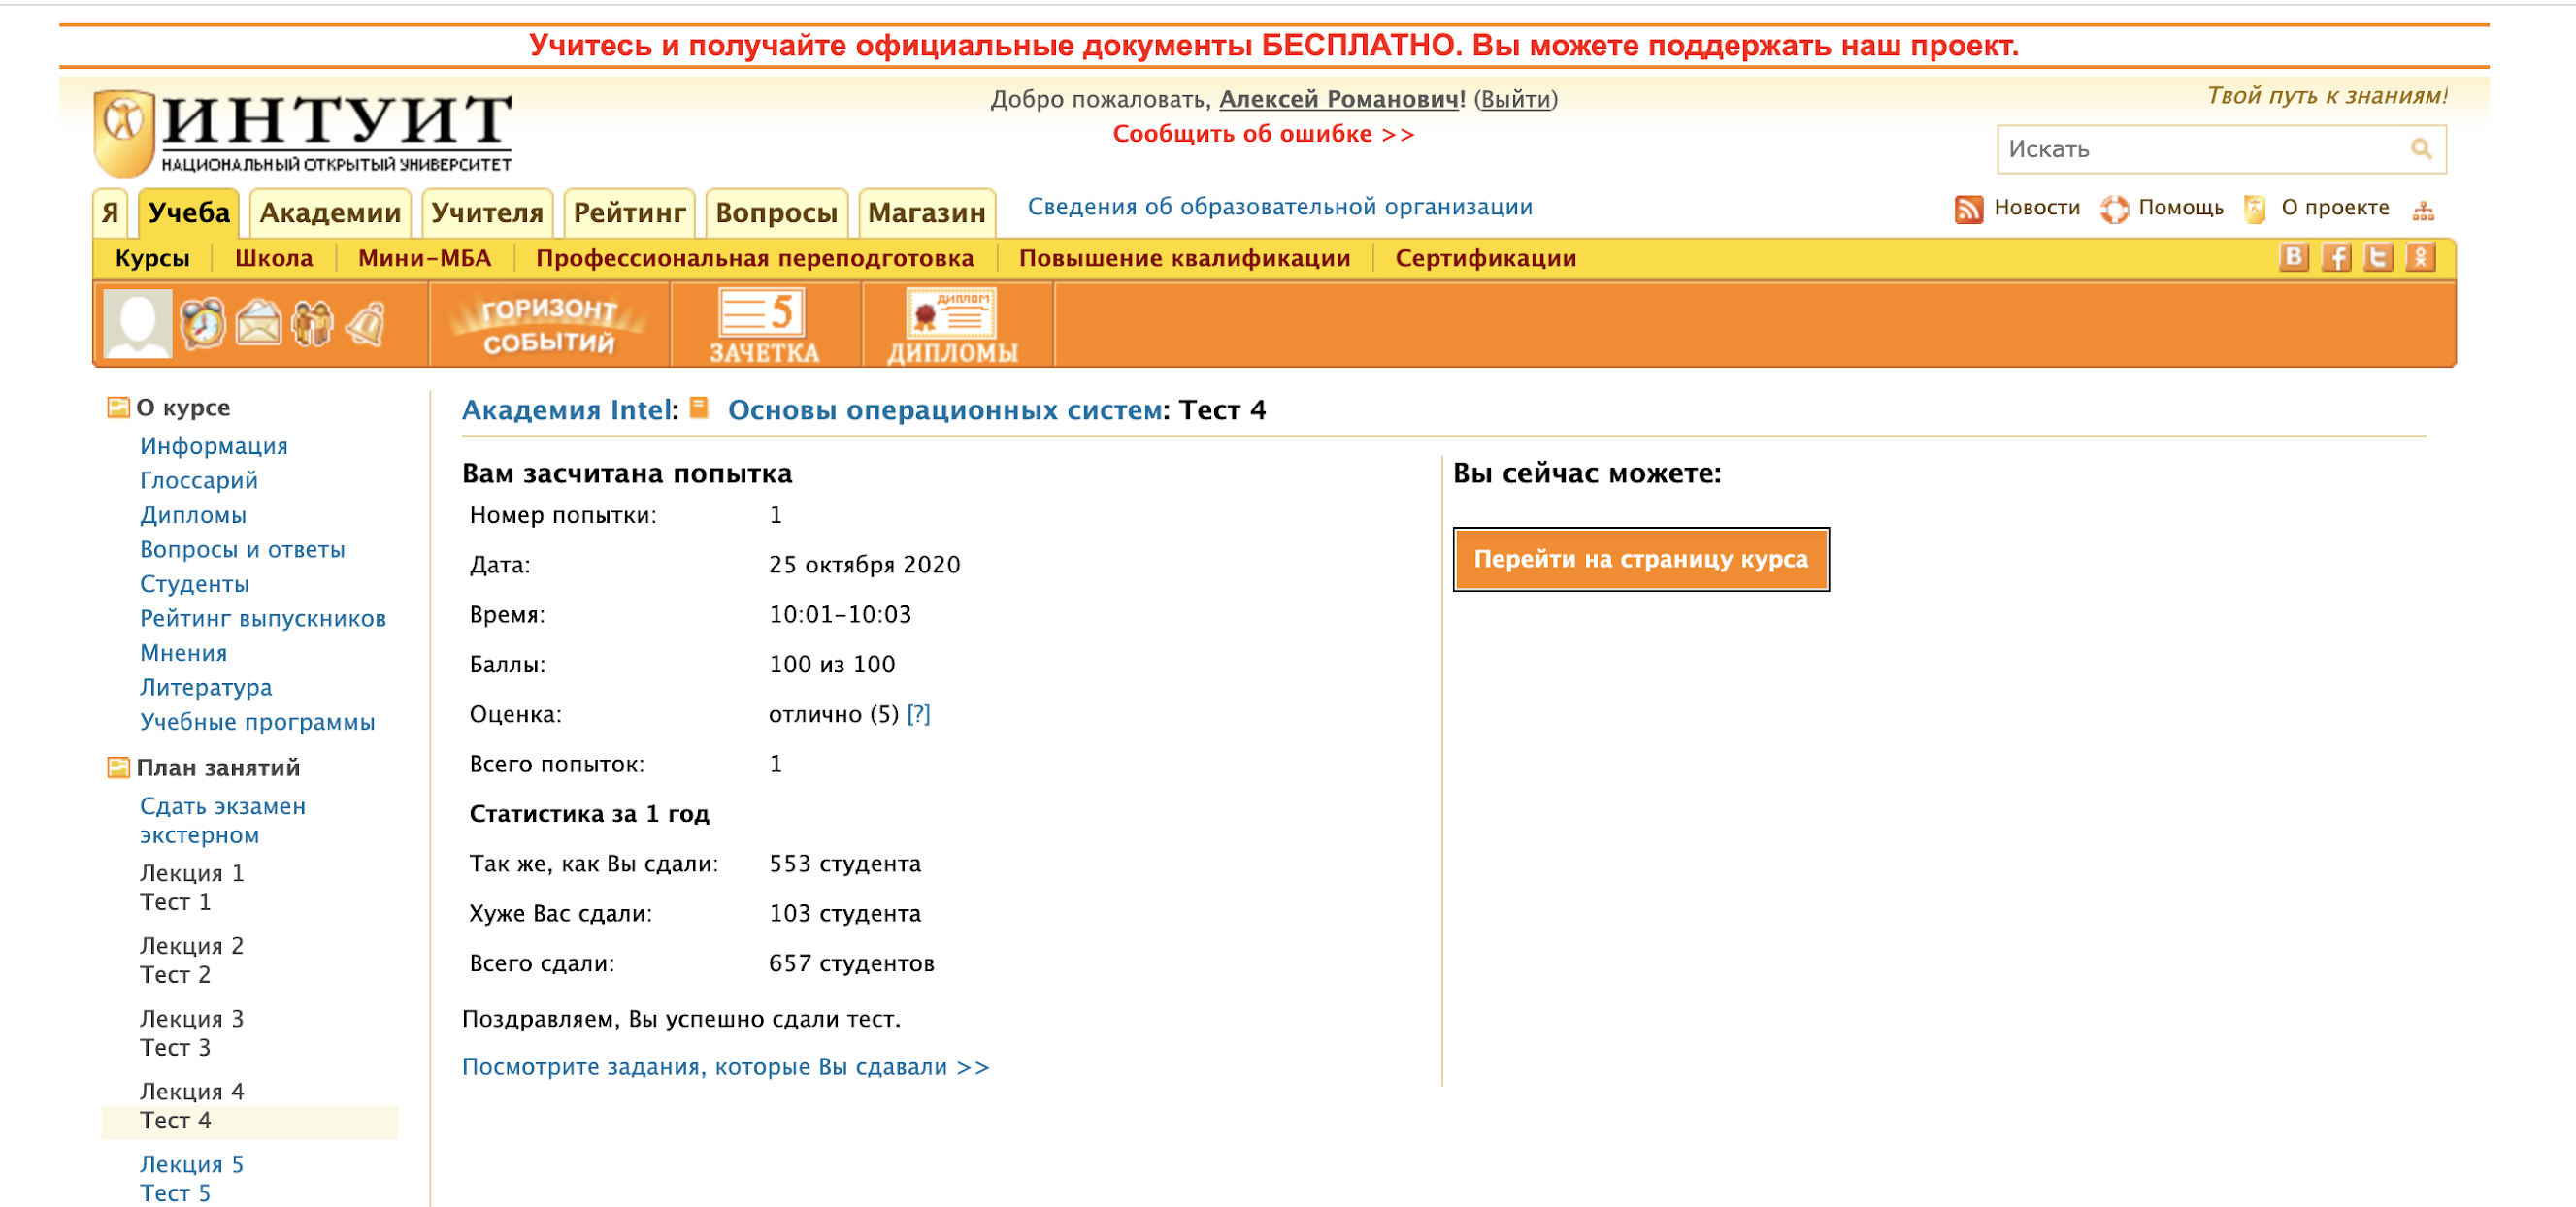 Учитесь и получайте официальные документы БЕСПЛАТНО. Вы можете поддержать наш проект.
ИНТУИТ
НАЦИОНАЛЬНЫЙ ОТКРЫТЫЙ УНИВЕРСИТЕТ
Добро пожаловать, Алексей Романович! (Выйти)
Сообщить об ошибке >>
Твой путь к знаниям!
Искать
Я Учеба Академии Учителя Рейтинг Вопросы Магазин Сведения об образовательной организации
Новости Помощь О проекте
Курсы Школа Мини-МБА Профессиональная переподготовка Повышение квалификации Сертификации
ГОРИЗОНТ СОБЫТИЙ
5
ЗАЧЕТКА
ДИПЛОМ
ДИПЛОМЫ
О курсе
Информация
Глоссарий
Дипломы
Вопросы и ответы
Студенты
Рейтинг выпускников
Мнения
Литература
Учебные программы
План занятий
Сдать экзамен
экстерном
Лекция 1
Тест 1
Лекция 2
Тест 2
Лекция 3
Тест 3
Лекция 4
Тест 4
Лекция 5
Тест 5
Академия Intel: Основы операционных систем: Тест 4
Вам засчитана попытка
Номер попытки: 1
Дата: 25 октября 2020
Время: 10:01-10:03
Баллы: 100 из 100
Оценка: отлично (5) [?]
Всего попыток: 1
Статистика за 1 год
Так же, как Вы сдали: 553 студента
Хуже Вас сдали: 103 студента
Всего сдали: 657 студентов
Поздравляем, Вы успешно сдали тест.
Посмотрите задания, которые Вы сдавали >>
Вы сейчас можете:
Перейти на страницу курса